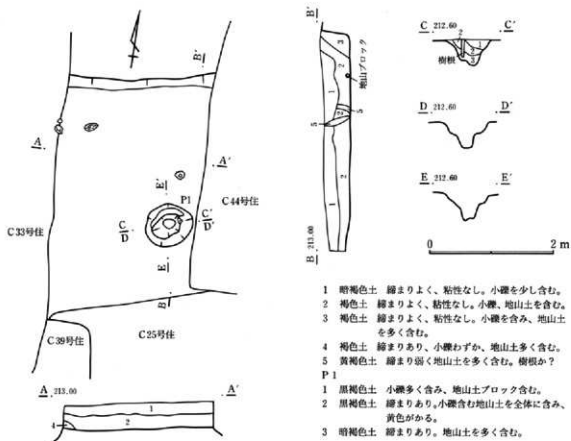 B'
A
A'
E'
P1
C
D
C'
D'
E
B
C33号住
C44号住
C39号住
C25号住
A 213.00 A'
1
2
4
B'
3
2
1
地山ブロック
5
2
5
2
B 213.00
C 212.60 C'
2
1
3
樹根
D 212.60 D'
E 212.60 E'
0 2 m
1 暗褐色土 締まりよく、粘性なし。小礫を少し含む。
2 褐色土 締まりよく、粘性なし。小礫、地山土を含む。
3 褐色土 締まりよく、粘性なし。小礫を含み、地山土
を多く含む。
4 褐色土 締まりあり、小礫わずか、地山土多く含む。
5 黄褐色土 締まり弱く地山土を多く含む。樹根か？
P 1
1 黒褐色土 小礫多く含み、地山土ブロック含む。
2 黒褐色土 締まりあり。小礫含む地山土を全体に含み、
黄色がかる。
3 暗褐色土 締まりあり。地山土を多く含む。